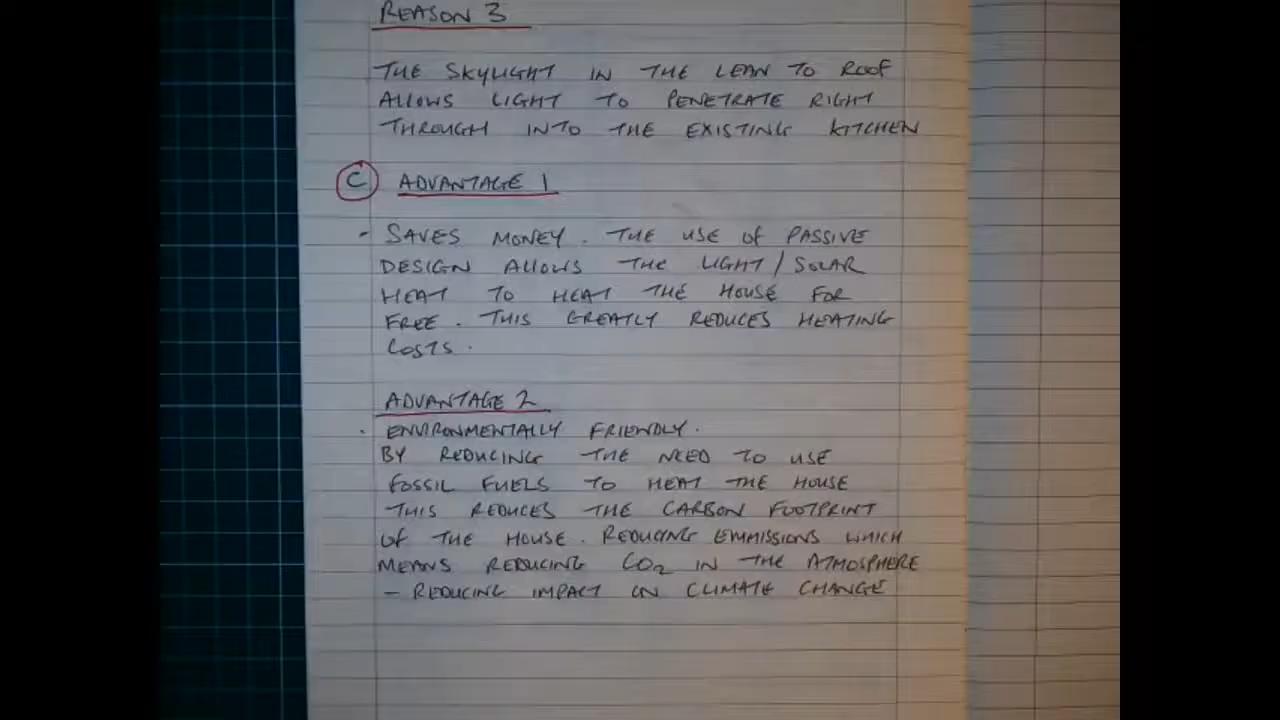 REASON 3
THE SKYLIGHT IN THE LEAN TO ROOF
ALLOWS LIGHT TO PENETRATE RIGHT
THROUGH INTO THE EXISTING KITCHEN
C ADVANTAGE 1
- SAVES MONEY. THE USE OF PASSIVE
DESIGN ALLOWS THE LIGHT / SOLAR
HEAT TO HEAT THE HOUSE FOR
FREE. THIS GREATLY REDUCES HEATING
COSTS.
ADVANTAGE 2
. ENVIRONMENTALLY FRIENDLY.
BY REDUCING THE NEED TO USE
FOSSIL FUELS TO HEAT THE HOUSE
THIS REDUCES THE CARBON FOOTPRINT
OF THE HOUSE. REDUCING EMMISSIONS WHICH
MEANS REDUCING CO2 IN THE ATMOSPHERE
- REDUCING IMPACT ON CLIMATE CHANGE